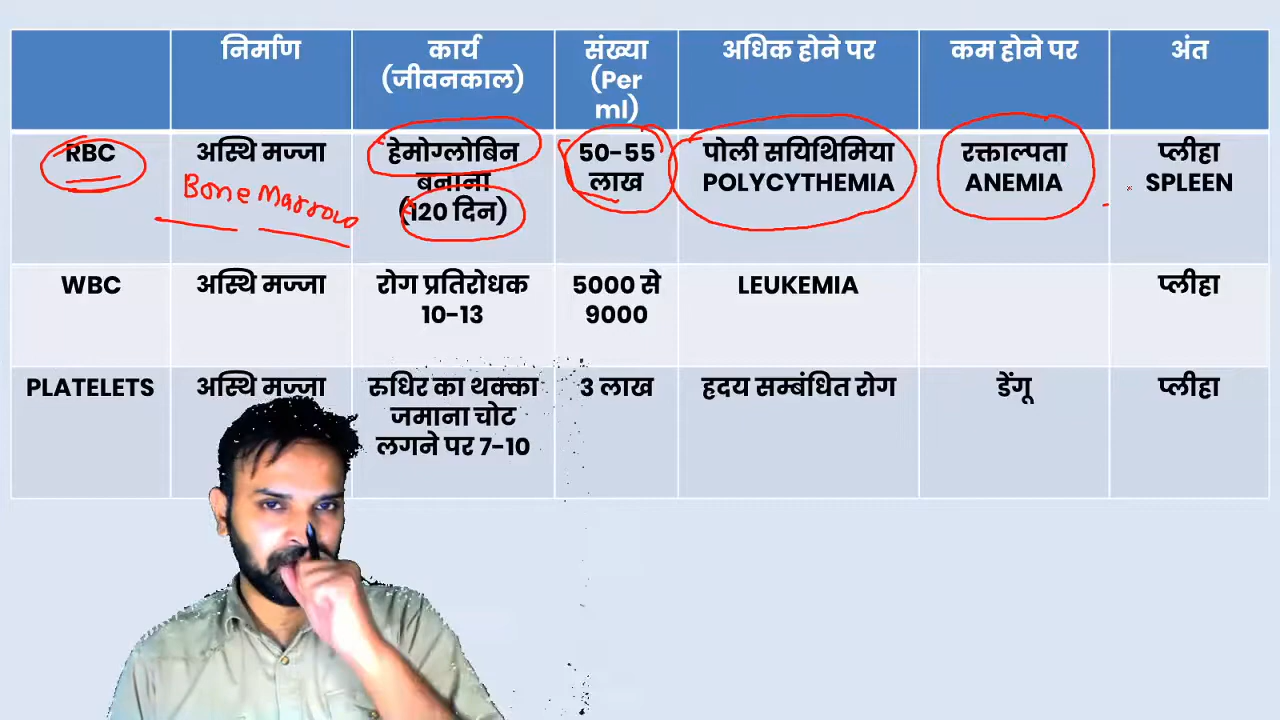 निर्माण
कार्य
(जीवनकाल)
संख्या
(Per
ml)
अधिक होने पर
कम होने पर
अंत
RBC
अस्थि मज्जा
Bone Marrow
हेमोग्लोबिन
बनाना
(120 दिन)
50-55
लाख
पोली सयिथिमिया
POLYCYTHEMIA
रक्ताल्पता
ANEMIA
प्लीहा
SPLEEN
WBC
अस्थि मज्जा
रोग प्रतिरोधक
10-13
5000 से
9000
LEUKEMIA
प्लीहा
PLATELETS
अस्थि मज्जा
रुधिर का थक्का
जमाना चोट
लगने पर 7-10
3 लाख
हृदय सम्बंधित रोग
डेंगू
प्लीहा